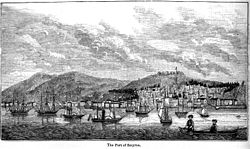 The Port of Smyrna.